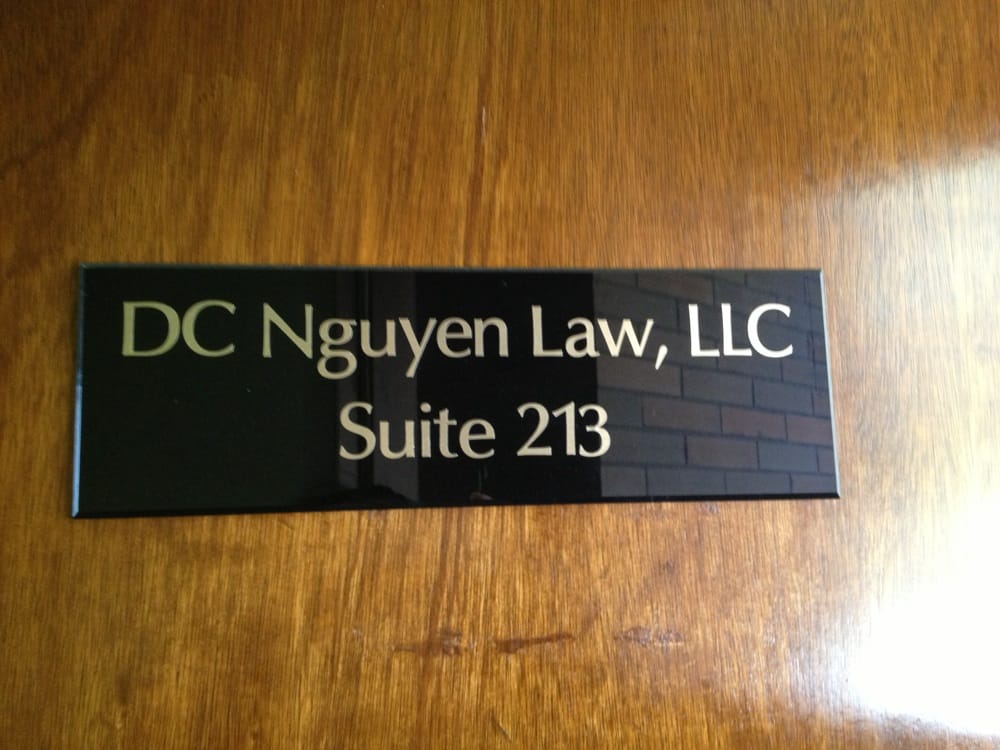 DC Nguyen Law, LLC
Suite 213